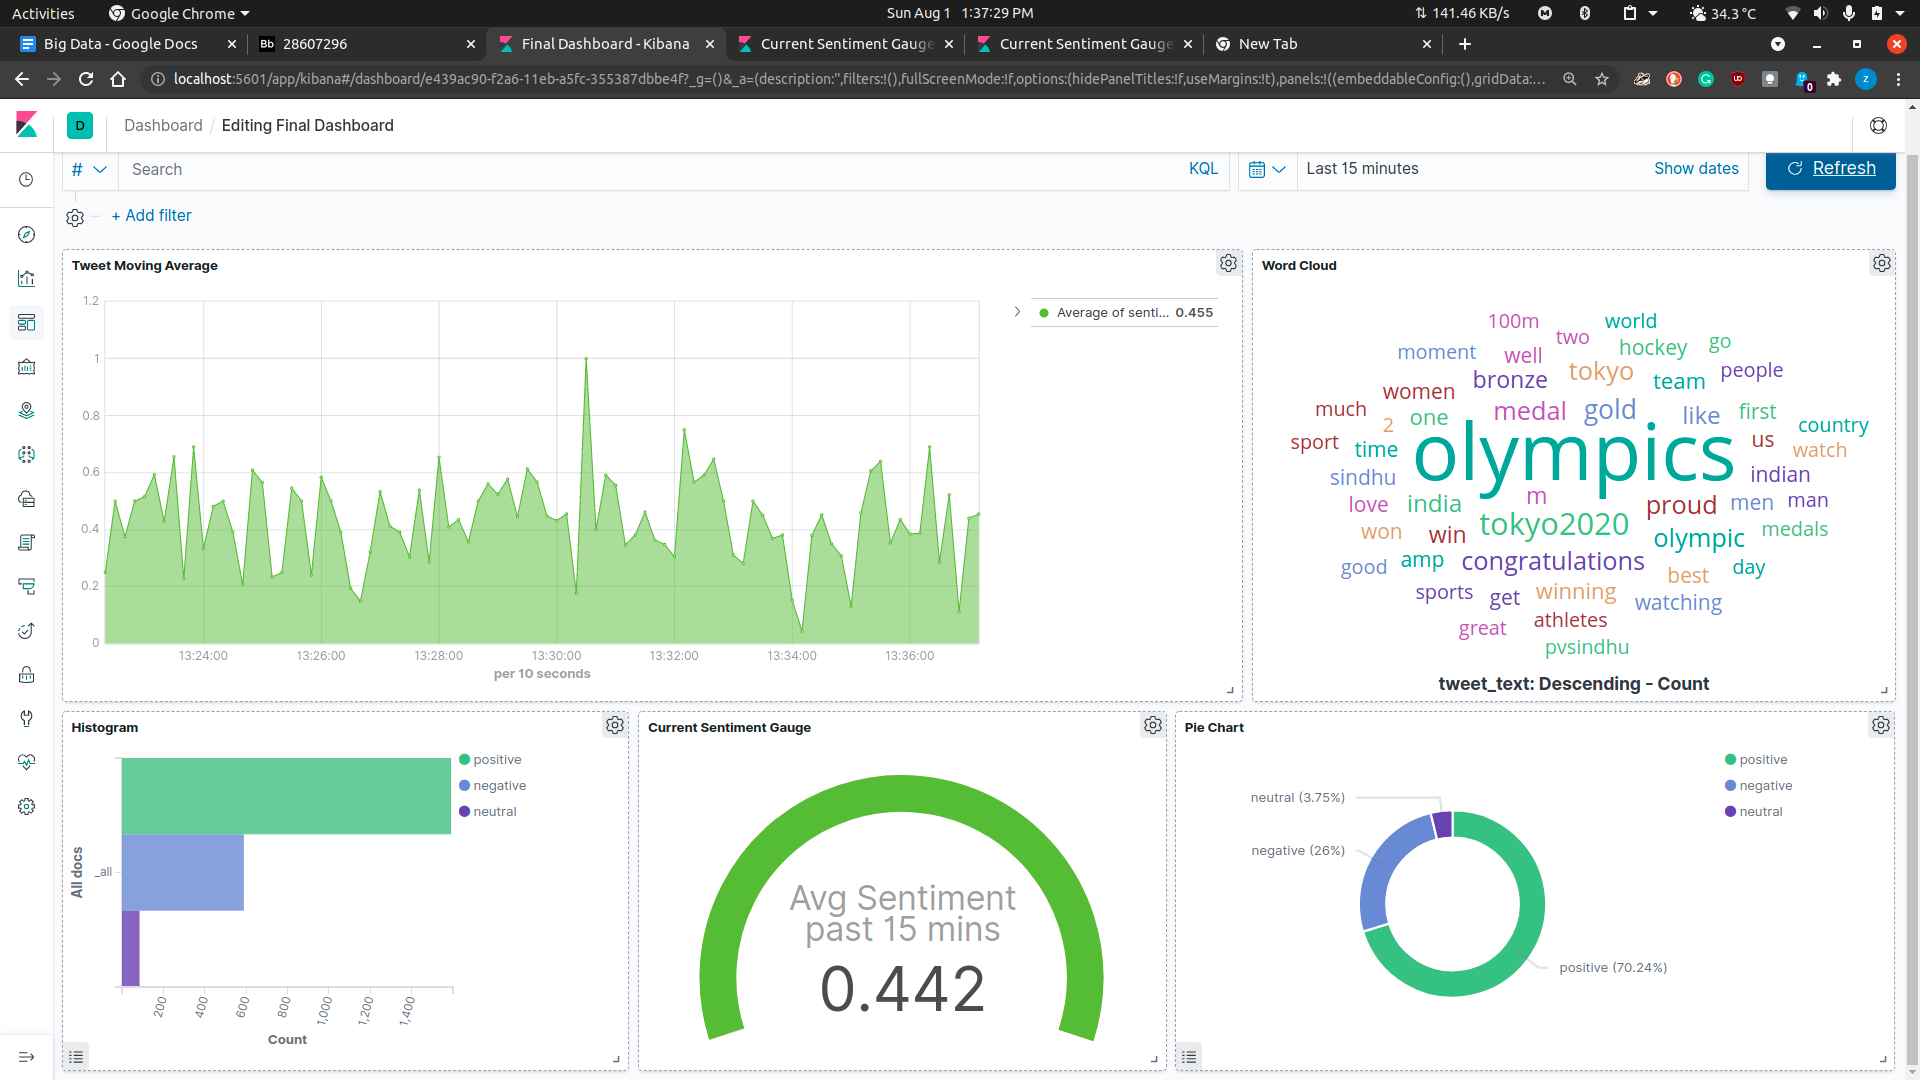 Activities Google Chrome Sun Aug 1 1:37:29 PM 141.46 KB/s 34.3 °C
Big Data - Google Docs Bb 28607296 Final Dashboard - Kibana Current Sentiment Gauge Current Sentiment Gauge New Tab
localhost:5601/app/kibana#/dashboard/e439ac90-f2a6-11eb-a5fc-355387dbbe4f?_g=()&_a=(description:'',filters:!(),fullScreenMode:!f,options:(hidePanelTitles:!f,useMargins:!t),panels:!((embeddableConfig:(),gridData:... 0 z
D Dashboard / Editing Final Dashboard
# Search KQL Last 15 minutes Show dates Refresh
+ Add filter
Tweet Moving Average
1.2
1
0.8
0.6
0.4
0.2
0
13:24:00 13:26:00 13:28:00 13:30:00 13:32:00 13:34:00 13:36:00
per 10 seconds
Average of senti... 0.455
Word Cloud
100m world
two
moment well hockey go
bronze tokyo team people
women
much medal gold like first
2 one country
sport time olympics us watch
sindhu indian
love india m proud men man
won win tokyo2020 olympic medals
good amp congratulations best day
sports get winning watching
great athletes
pvsindhu
tweet_text: Descending - Count
Histogram
positive
negative
neutral
All docs
_all
200 400 600 800 1,000 1,200 1,400
Count
Current Sentiment Gauge
Avg Sentiment
past 15 mins
0.442
Pie Chart
positive
negative
neutral
neutral (3.75%)
negative (26%)
positive (70.24%)